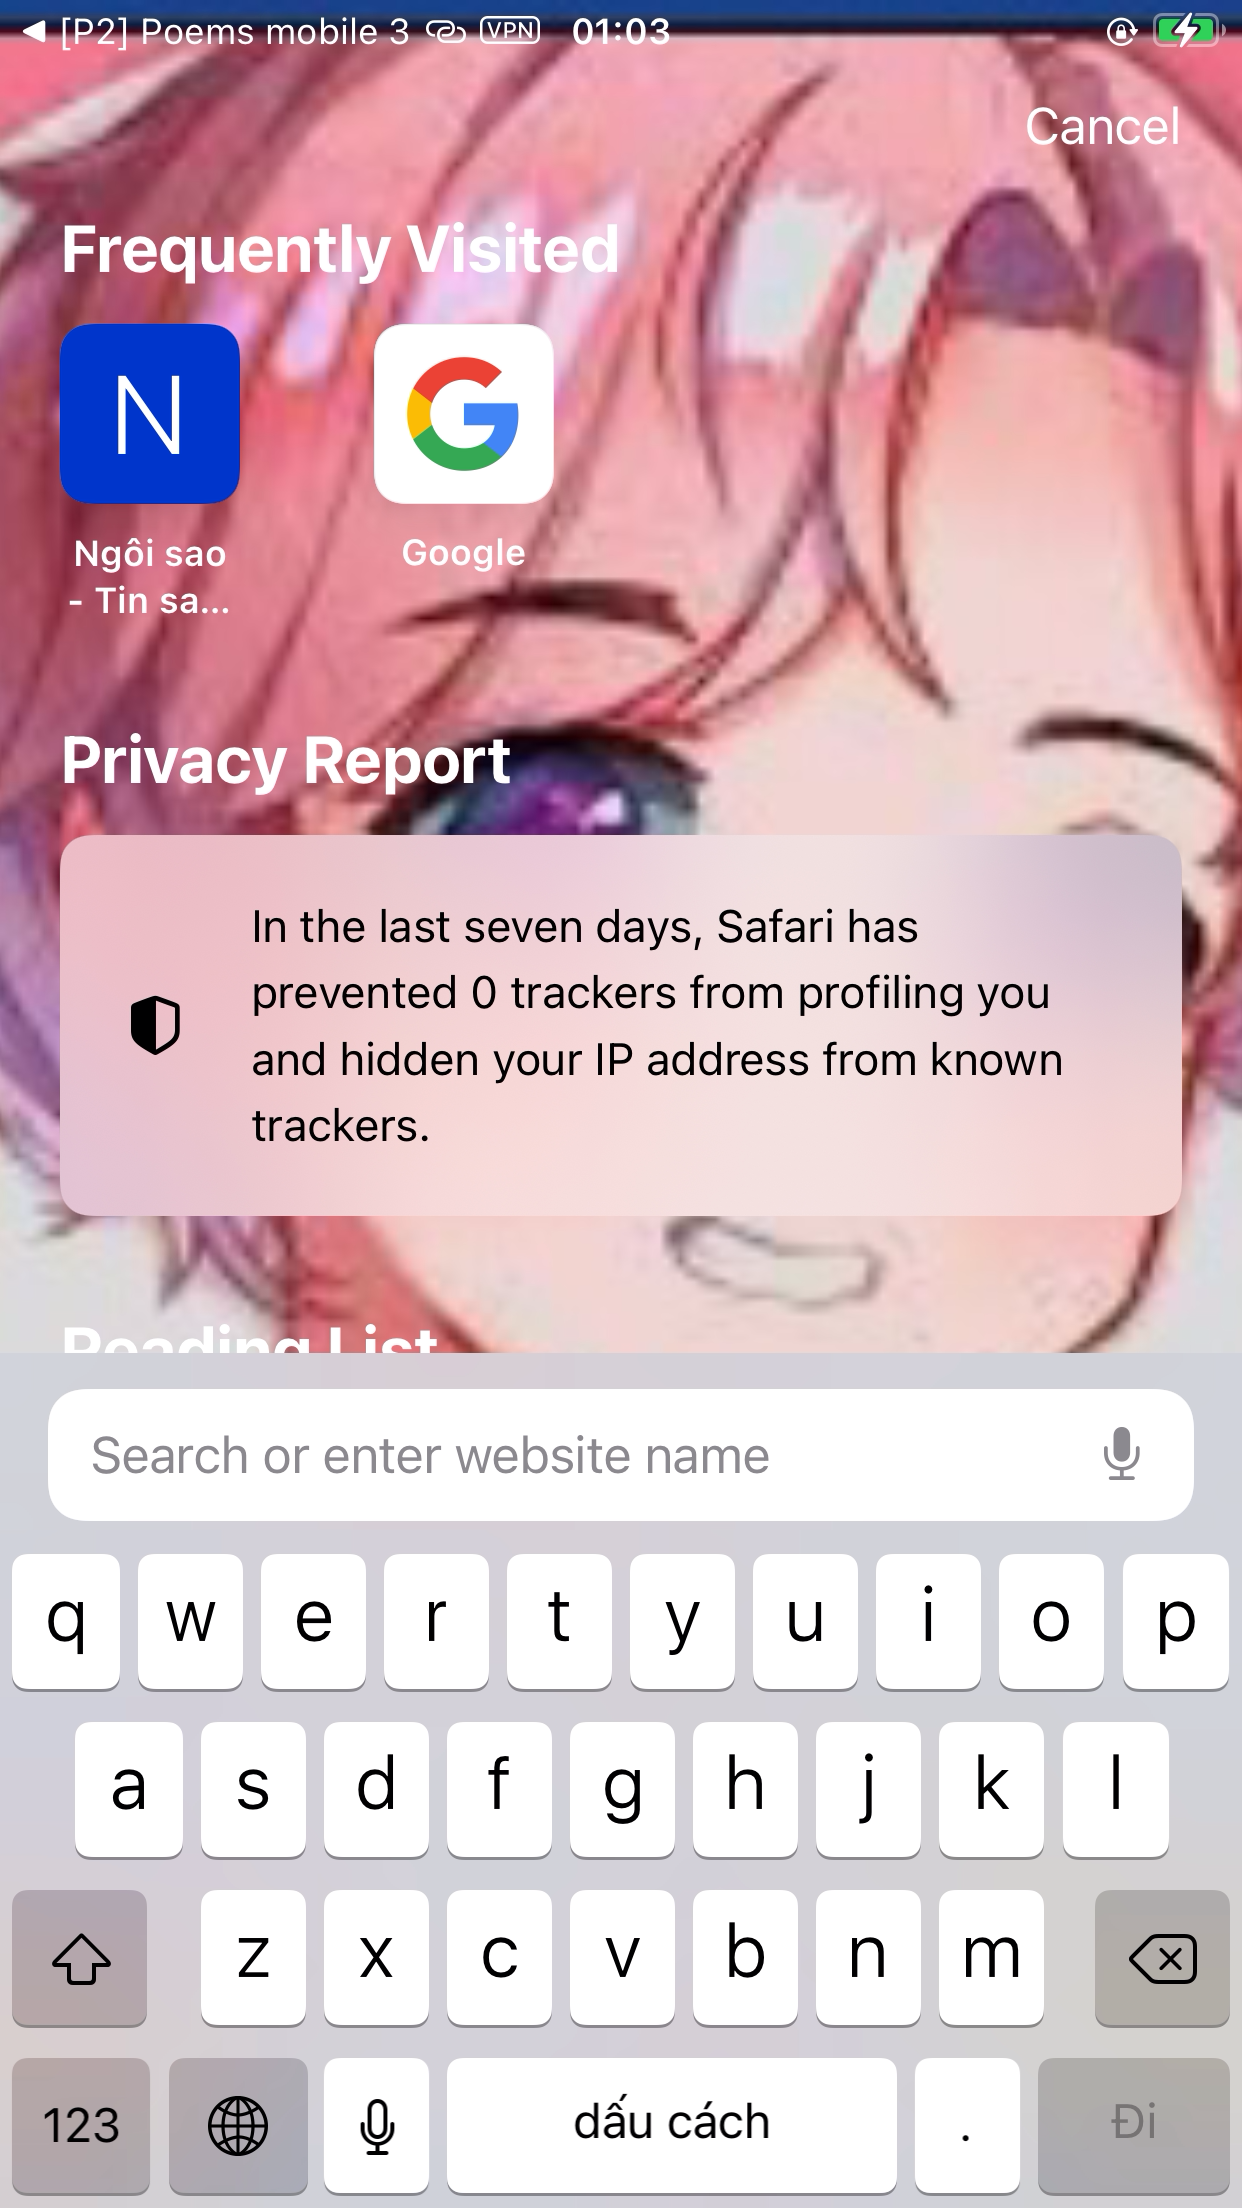 [P2] Poems mobile 3 VPN 01:03
Cancel
Frequently Visited
N
G
Ngôi sao
- Tin sa...
Google
Privacy Report
In the last seven days, Safari has
prevented 0 trackers from profiling you
and hidden your IP address from known
trackers.
Reading List
Search or enter website name
q w e r t y u i o p
a s d f g h j k l
z x c v b n m
123 dấu cách . Đi